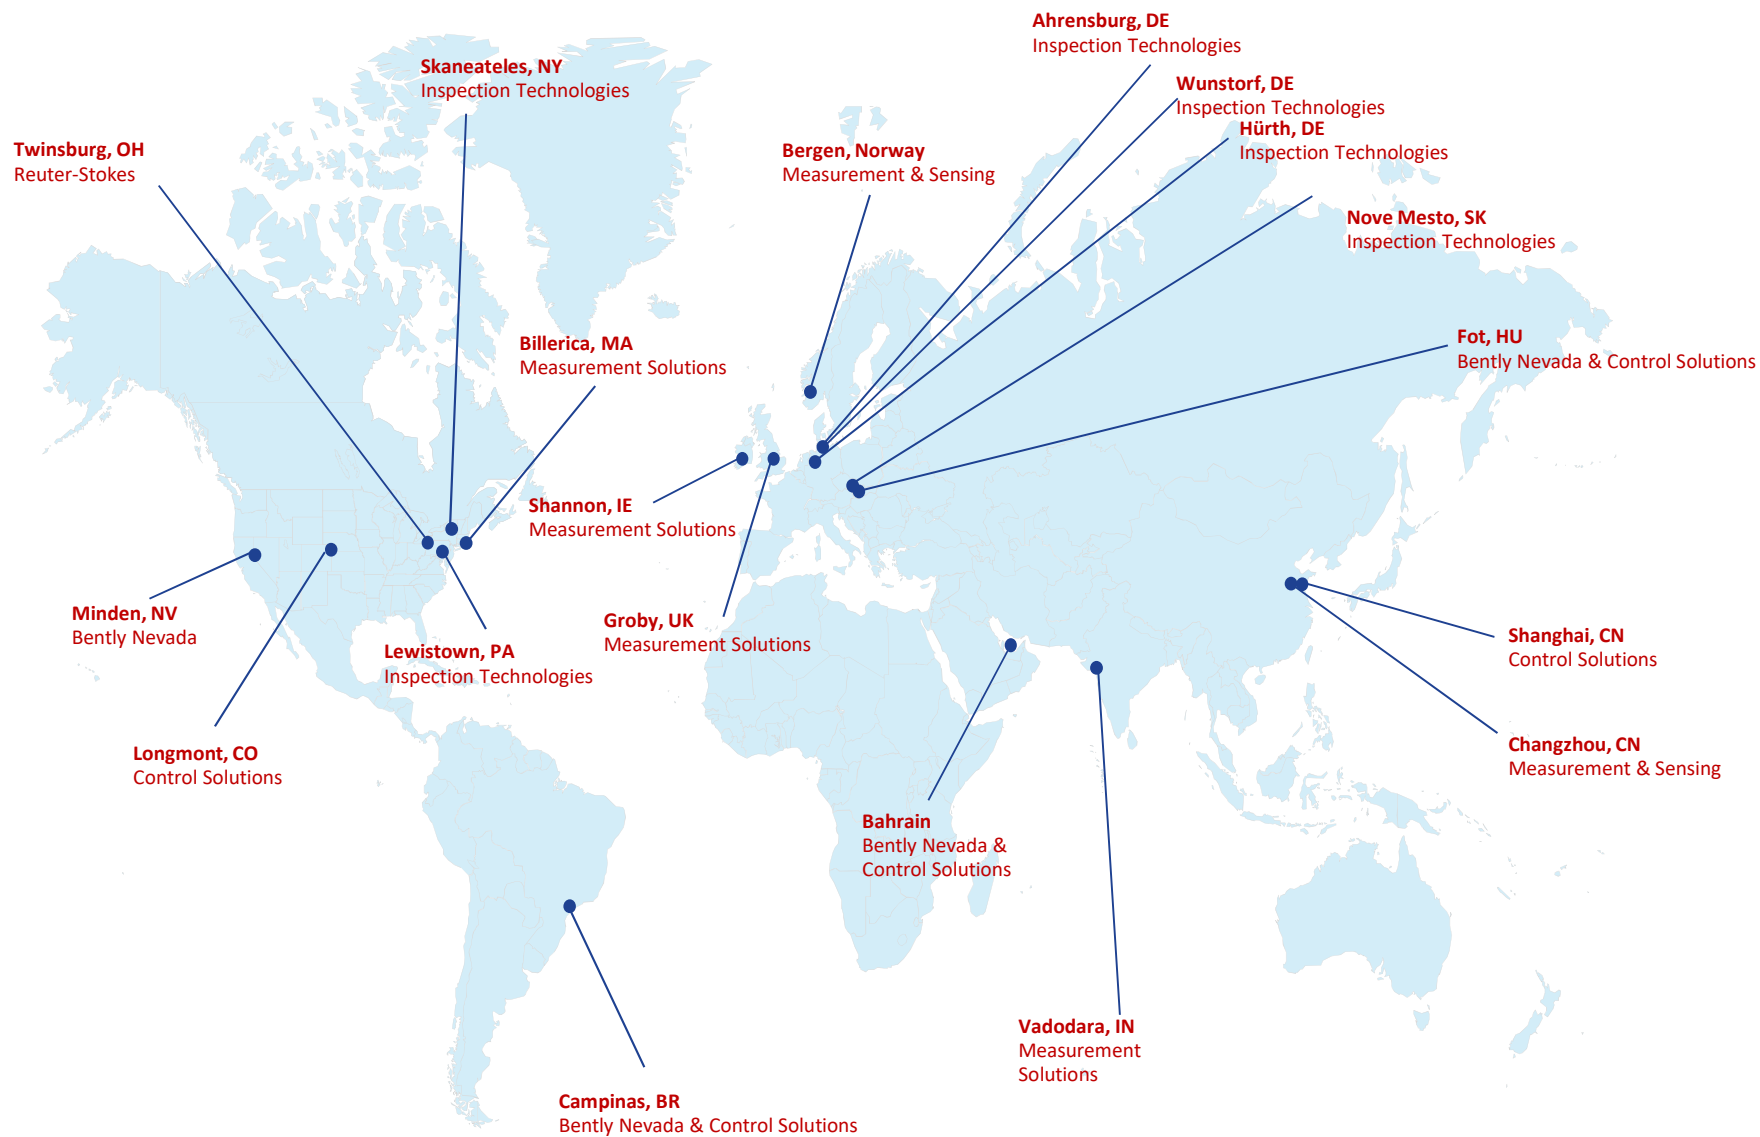 Ahrensburg, DE
Inspection Technologies
Skaneateles, NY
Inspection Technologies
Wunstorf, DE
Inspection Technologies
Hürth, DE
Inspection Technologies
Twinsburg, OH
Reuter-Stokes
Bergen, Norway
Measurement & Sensing
Nove Mesto, SK
Inspection Technologies
Billerica, MA
Measurement Solutions
Fot, HU
Bently Nevada & Control Solutions
Shannon, IE
Measurement Solutions
Minden, NV
Bently Nevada
Groby, UK
Measurement Solutions
Lewistown, PA
Inspection Technologies
Shanghai, CN
Control Solutions
Longmont, CO
Control Solutions
Changzhou, CN
Measurement & Sensing
Bahrain
Bently Nevada &
Control Solutions
Vadodara, IN
Measurement
Solutions
Campinas, BR
Bently Nevada & Control Solutions